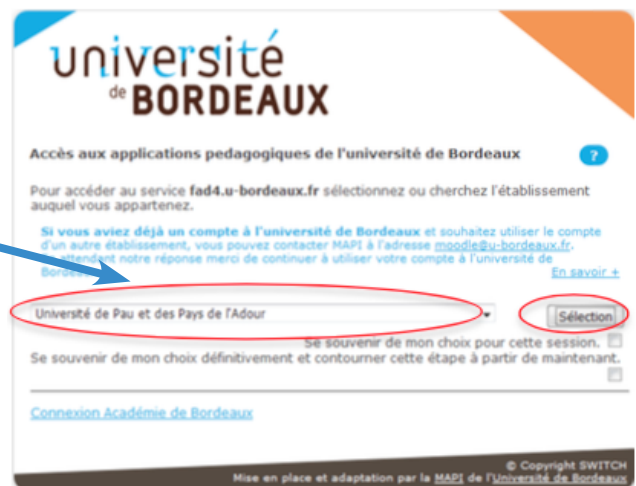 université
de BORDEAUX
Accès aux applications pedagogiques de l'université de Bordeaux
?
Pour accéder au service fad4.u-bordeaux.fr sélectionnez ou cherchez l'établissement
auquel vous appartenez.
Si vous aviez déjà un compte à l'université de Bordeaux et souhaitez utiliser le compte
d'un autre établissement, vous pouvez contacter MAPI à l'adresse moodle@u-bordeaux.fr.
attendant notre réponse merci de continuer à utiliser votre compte à l'université de
En savoir +
Université de Pau et des Pays de l'Adour
Sélection
Se souvenir de mon choix pour cette session.
Se souvenir de mon choix définitivement et contourner cette étape à partir de maintenant.
Connexion Académie de Bordeaux
© Copyright SWITCH
Mise en place et adaptation par la MAPI de l'Université de Bordeaux